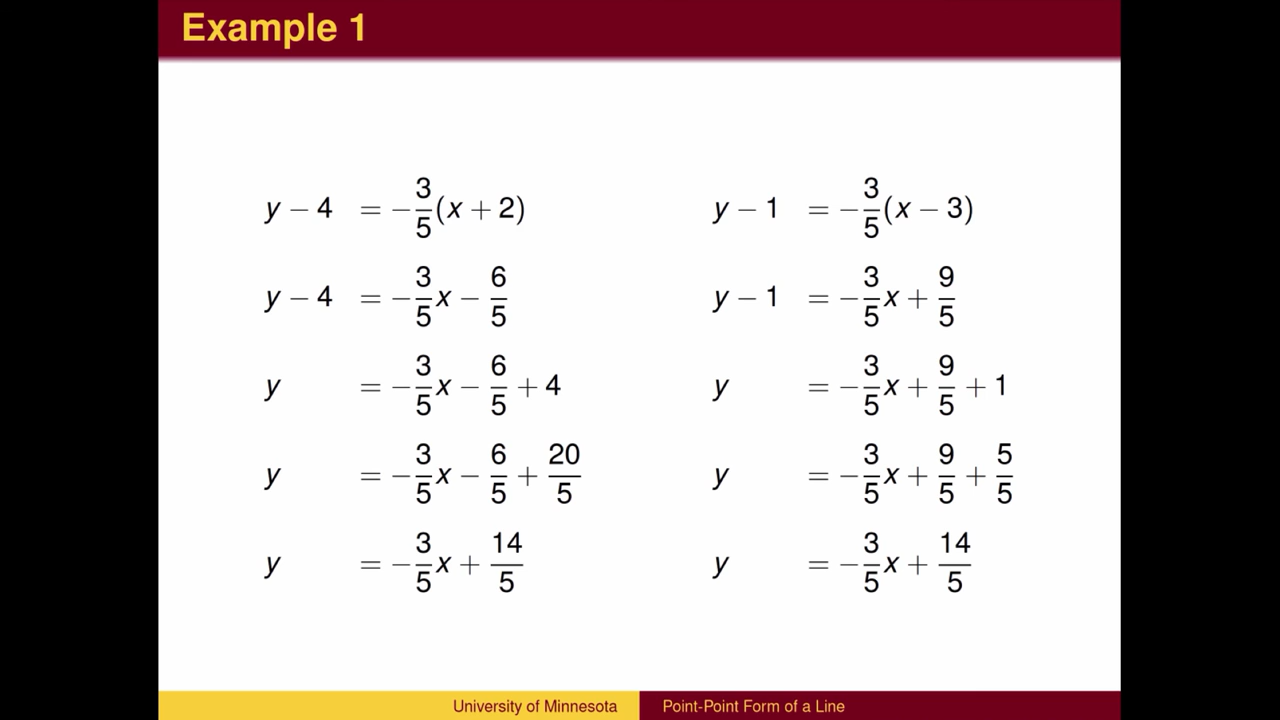 Example 1
y − 4 = −3/5(x + 2)
y − 4 = −3/5x − 6/5
y = −3/5x − 6/5 + 4
y = −3/5x − 6/5 + 20/5
y = −3/5x + 14/5
y − 1 = −3/5(x − 3)
y − 1 = −3/5x + 9/5
y = −3/5x + 9/5 + 1
y = −3/5x + 9/5 + 5/5
y = −3/5x + 14/5
University of Minnesota
Point-Point Form of a Line